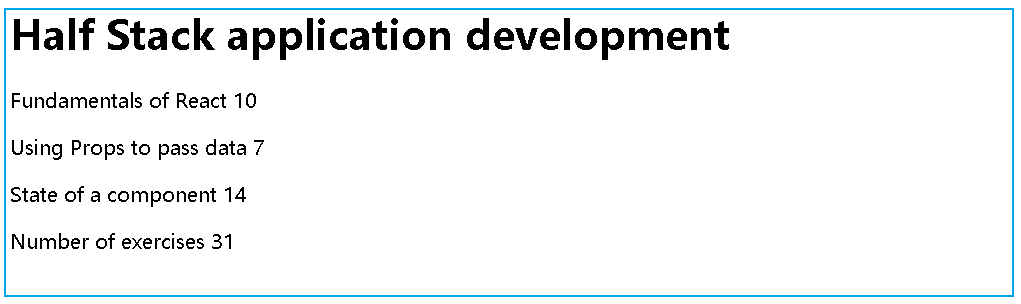 Half Stack application development
Fundamentals of React 10
Using Props to pass data 7
State of a component 14
Number of exercises 31